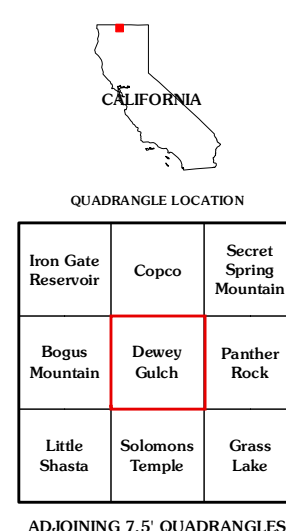 CALIFORNIA
QUADRANGLE LOCATION
Iron Gate
Reservoir
Copco
Secret
Spring
Mountain
Bogus
Mountain
Dewey
Gulch
Panther
Rock
Little
Shasta
Solomons
Temple
Grass
Lake
ADJOINING 7.5' QUADRANGLES